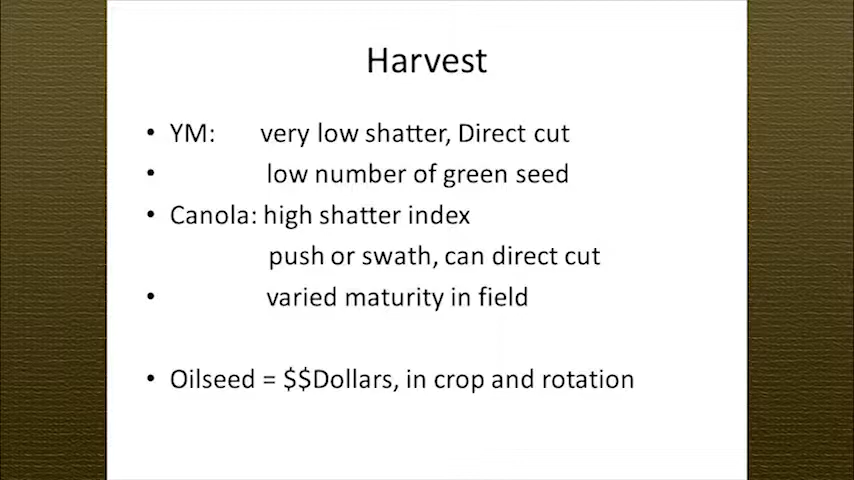 Harvest
• YM: very low shatter, Direct cut
• low number of green seed
• Canola: high shatter index
push or swath, can direct cut
• varied maturity in field
• Oilseed = $$Dollars, in crop and rotation